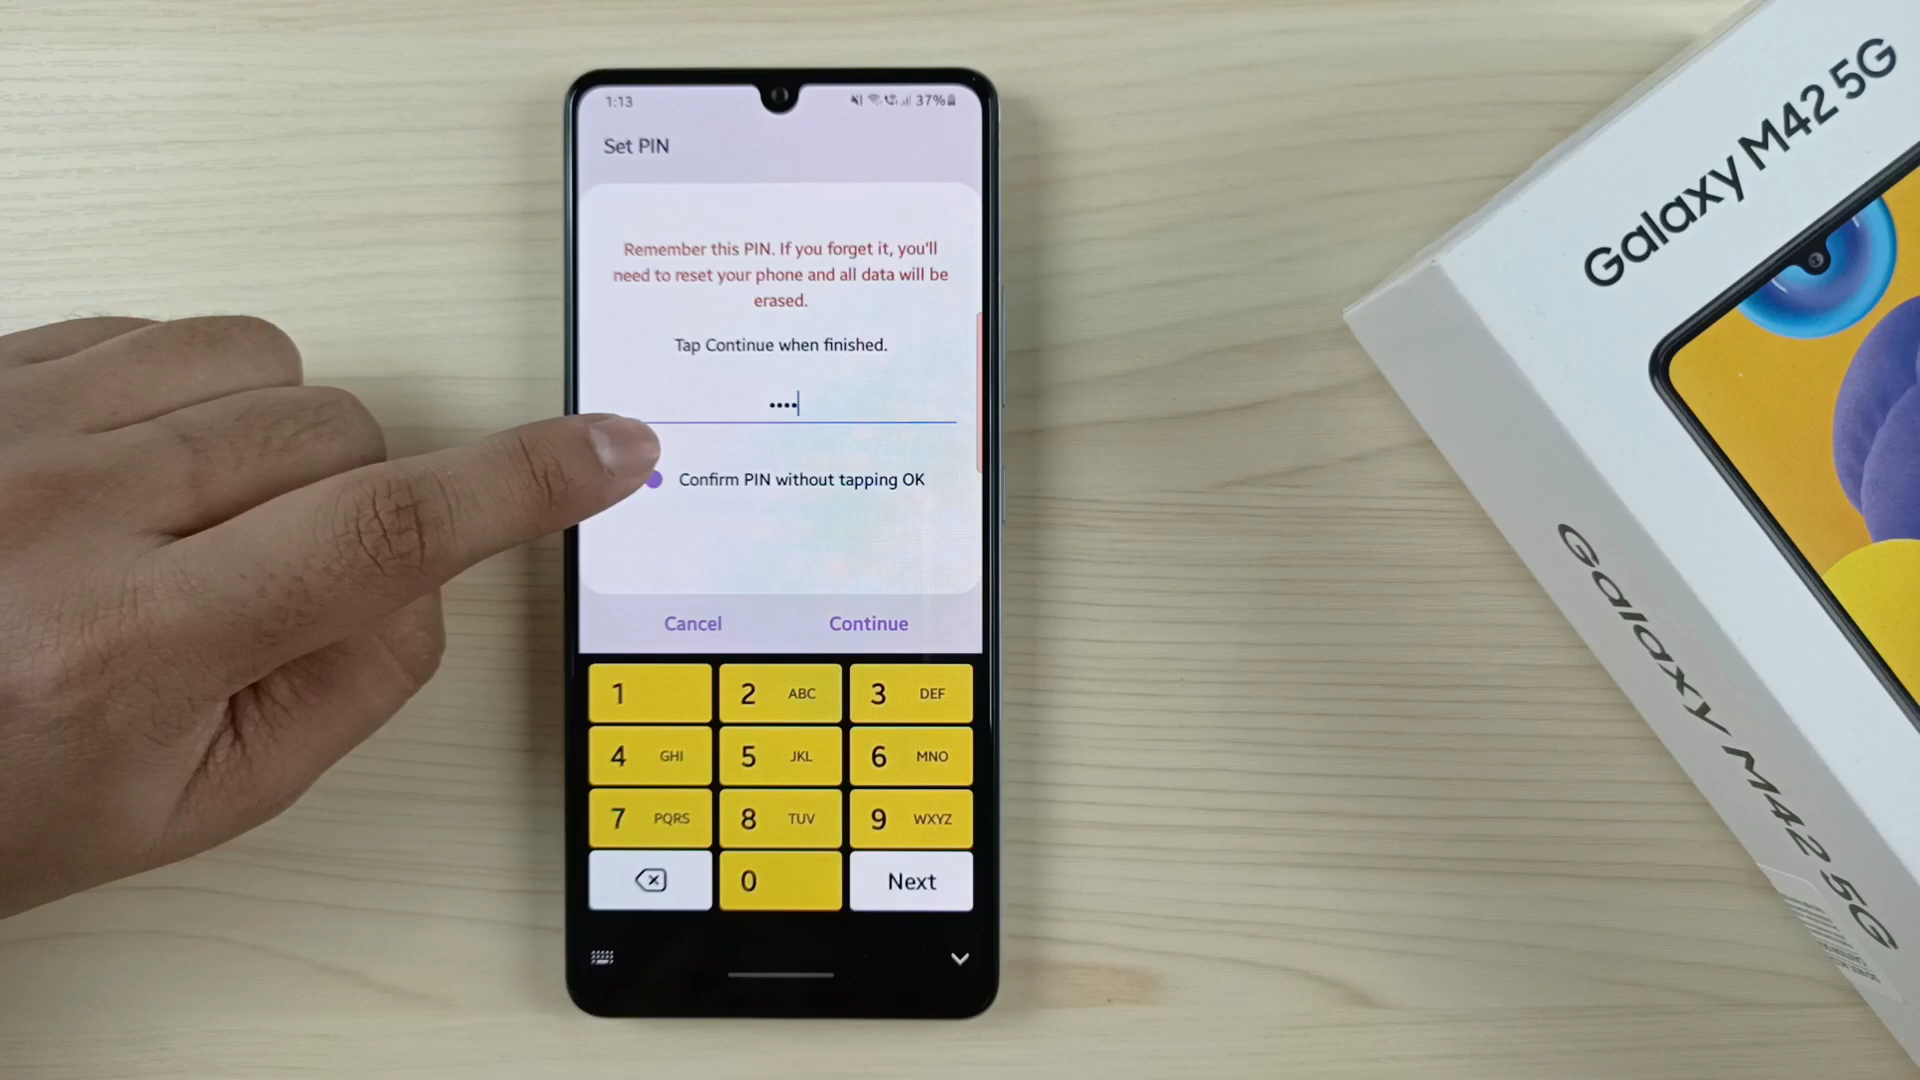 1:13
37%
Set PIN
Remember this PIN. If you forget it, you'll
need to reset your phone and all data will be
erased.
Tap Continue when finished.
Confirm PIN without tapping OK
Cancel
Continue
1
2 ABC
3 DEF
4 GHI
5 JKL
6 MNO
7 PQRS
8 TUV
9 WXYZ
0
Next
Galaxy M42 5G
Galaxy M42 5G